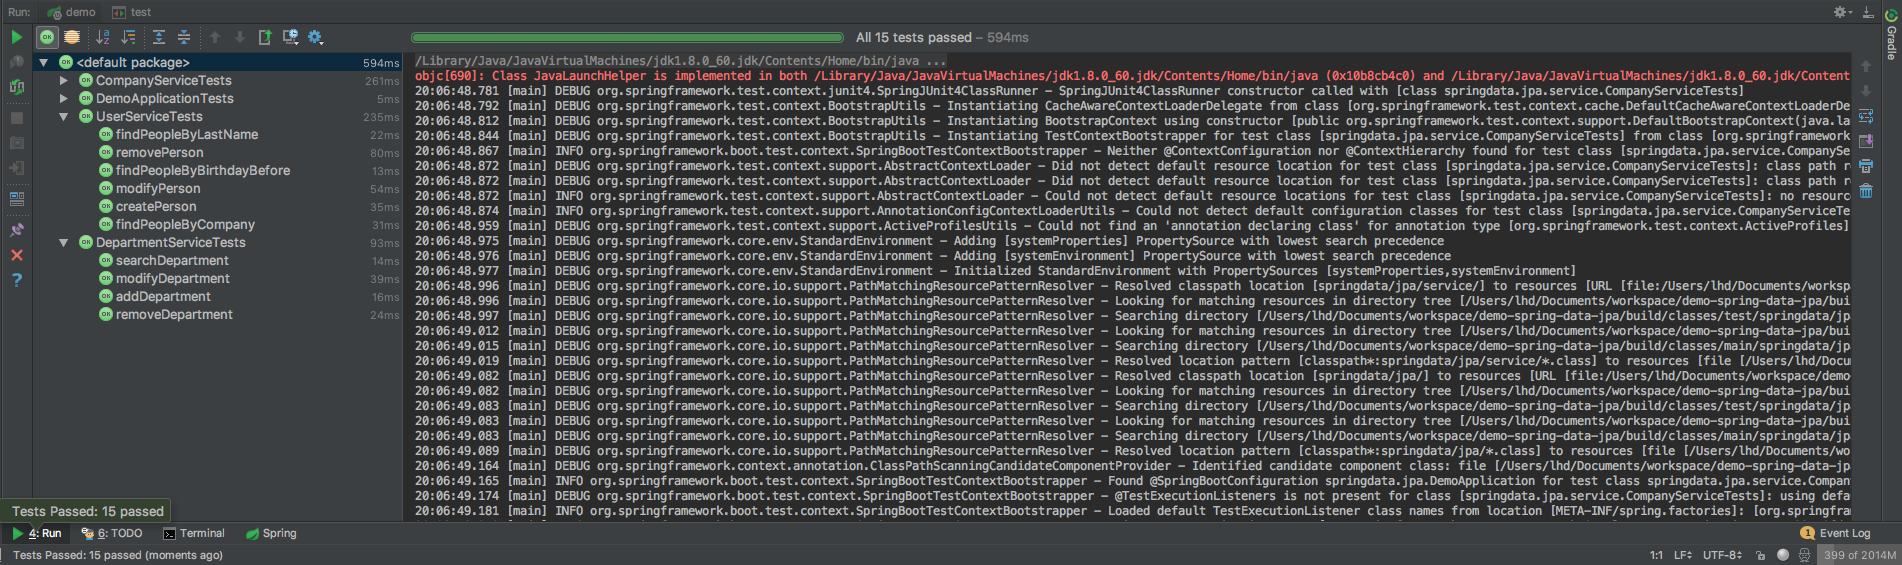 Run: demo test
All 15 tests passed – 594ms
<default package> 594ms
CompanyServiceTests 261ms
DemoApplicationTests 5ms
UserServiceTests 235ms
findPeopleByLastName 22ms
removePerson 80ms
findPeopleByBirthdayBefore 13ms
modifyPerson 54ms
createPerson 35ms
findPeopleByCompany 31ms
DepartmentServiceTests 93ms
searchDepartment 14ms
modifyDepartment 39ms
addDepartment 16ms
removeDepartment 24ms
/Library/Java/JavaVirtualMachines/jdk1.8.0_60.jdk/Contents/Home/bin/java ...
objc[690]: Class JavaLaunchHelper is implemented in both /Library/Java/JavaVirtualMachines/jdk1.8.0_60.jdk/Contents/Home/bin/java (0x10b8cb4c0) and /Library/Java/JavaVirtualMachines/jdk1.8.0_60.jdk/Content
20:06:48.781 [main] DEBUG org.springframework.test.context.junit4.SpringJUnit4ClassRunner – SpringJUnit4ClassRunner constructor called with [class springdata.jpa.service.CompanyServiceTests]
20:06:48.792 [main] DEBUG org.springframework.test.context.BootstrapUtils – Instantiating CacheAwareContextLoaderDelegate from class [org.springframework.test.context.cache.DefaultCacheAwareContextLoaderDe
20:06:48.812 [main] DEBUG org.springframework.test.context.BootstrapUtils – Instantiating BootstrapContext using constructor [public org.springframework.test.context.support.DefaultBootstrapContext(java.la
20:06:48.844 [main] DEBUG org.springframework.test.context.BootstrapUtils – Instantiating TestContextBootstrapper for test class [springdata.jpa.service.CompanyServiceTests] from class [org.springframework
20:06:48.867 [main] INFO org.springframework.boot.test.context.SpringBootTestContextBootstrapper – Neither @ContextConfiguration nor @ContextHierarchy found for test class [springdata.jpa.service.CompanySe
20:06:48.872 [main] DEBUG org.springframework.test.context.support.AbstractContextLoader – Did not detect default resource location for test class [springdata.jpa.service.CompanyServiceTests]: class path r
20:06:48.872 [main] DEBUG org.springframework.test.context.support.AbstractContextLoader – Did not detect default resource location for test class [springdata.jpa.service.CompanyServiceTests]: class path r
20:06:48.872 [main] INFO org.springframework.test.context.support.AbstractContextLoader – Could not detect default resource locations for test class [springdata.jpa.service.CompanyServiceTests]: no resourc
20:06:48.874 [main] INFO org.springframework.test.context.support.AnnotationConfigContextLoaderUtils – Could not detect default configuration classes for test class [springdata.jpa.service.CompanyServiceTe
20:06:48.959 [main] DEBUG org.springframework.test.context.support.ActiveProfilesUtils – Could not find an 'annotation declaring class' for annotation type [org.springframework.test.context.ActiveProfiles]
20:06:48.975 [main] DEBUG org.springframework.core.env.StandardEnvironment – Adding [systemProperties] PropertySource with lowest search precedence
20:06:48.976 [main] DEBUG org.springframework.core.env.StandardEnvironment – Adding [systemEnvironment] PropertySource with lowest search precedence
20:06:48.977 [main] DEBUG org.springframework.core.env.StandardEnvironment – Initialized StandardEnvironment with PropertySources [systemProperties,systemEnvironment]
20:06:48.996 [main] DEBUG org.springframework.core.io.support.PathMatchingResourcePatternResolver – Resolved classpath location [springdata/jpa/service/] to resources [URL [file:/Users/lhd/Documents/worksp
20:06:48.996 [main] DEBUG org.springframework.core.io.support.PathMatchingResourcePatternResolver – Looking for matching resources in directory tree [/Users/lhd/Documents/workspace/demo-spring-data-jpa/bui
20:06:48.997 [main] DEBUG org.springframework.core.io.support.PathMatchingResourcePatternResolver – Searching directory [/Users/lhd/Documents/workspace/demo-spring-data-jpa/build/classes/test/springdata/jp
20:06:49.012 [main] DEBUG org.springframework.core.io.support.PathMatchingResourcePatternResolver – Looking for matching resources in directory tree [/Users/lhd/Documents/workspace/demo-spring-data-jpa/bui
20:06:49.015 [main] DEBUG org.springframework.core.io.support.PathMatchingResourcePatternResolver – Searching directory [/Users/lhd/Documents/workspace/demo-spring-data-jpa/build/classes/main/springdata/jp
20:06:49.019 [main] DEBUG org.springframework.core.io.support.PathMatchingResourcePatternResolver – Resolved location pattern [classpath*:springdata/jpa/service/*.class] to resources [file [/Users/lhd/Docu
20:06:49.082 [main] DEBUG org.springframework.core.io.support.PathMatchingResourcePatternResolver – Resolved classpath location [springdata/jpa/] to resources [URL [file:/Users/lhd/Documents/workspace/demo
20:06:49.082 [main] DEBUG org.springframework.core.io.support.PathMatchingResourcePatternResolver – Looking for matching resources in directory tree [/Users/lhd/Documents/workspace/demo-spring-data-jpa/bui
20:06:49.083 [main] DEBUG org.springframework.core.io.support.PathMatchingResourcePatternResolver – Searching directory [/Users/lhd/Documents/workspace/demo-spring-data-jpa/build/classes/test/springdata/jp
20:06:49.083 [main] DEBUG org.springframework.core.io.support.PathMatchingResourcePatternResolver – Looking for matching resources in directory tree [/Users/lhd/Documents/workspace/demo-spring-data-jpa/bui
20:06:49.083 [main] DEBUG org.springframework.core.io.support.PathMatchingResourcePatternResolver – Searching directory [/Users/lhd/Documents/workspace/demo-spring-data-jpa/build/classes/main/springdata/jp
20:06:49.089 [main] DEBUG org.springframework.core.io.support.PathMatchingResourcePatternResolver – Resolved location pattern [classpath*:springdata/jpa/*.class] to resources [file [/Users/lhd/Documents/wo
20:06:49.164 [main] DEBUG org.springframework.context.annotation.ClassPathScanningCandidateComponentProvider – Identified candidate component class: file [/Users/lhd/Documents/workspace/demo-spring-data-jp
20:06:49.165 [main] INFO org.springframework.boot.test.context.SpringBootTestContextBootstrapper – Found @SpringBootConfiguration springdata.jpa.DemoApplication for test class springdata.jpa.service.Compan
20:06:49.174 [main] DEBUG org.springframework.boot.test.context.SpringBootTestContextBootstrapper – @TestExecutionListeners is not present for class [springdata.jpa.service.CompanyServiceTests]: using defa
20:06:49.181 [main] INFO org.springframework.boot.test.context.SpringBootTestContextBootstrapper – Loaded default TestExecutionListener class names from location [META-INF/spring.factories]: [org.springfra
Gradle
Tests Passed: 15 passed
4: Run 6: TODO Terminal Spring 1 Event Log
Tests Passed: 15 passed (moments ago) 1:1 LF UTF-8 399 of 2014M